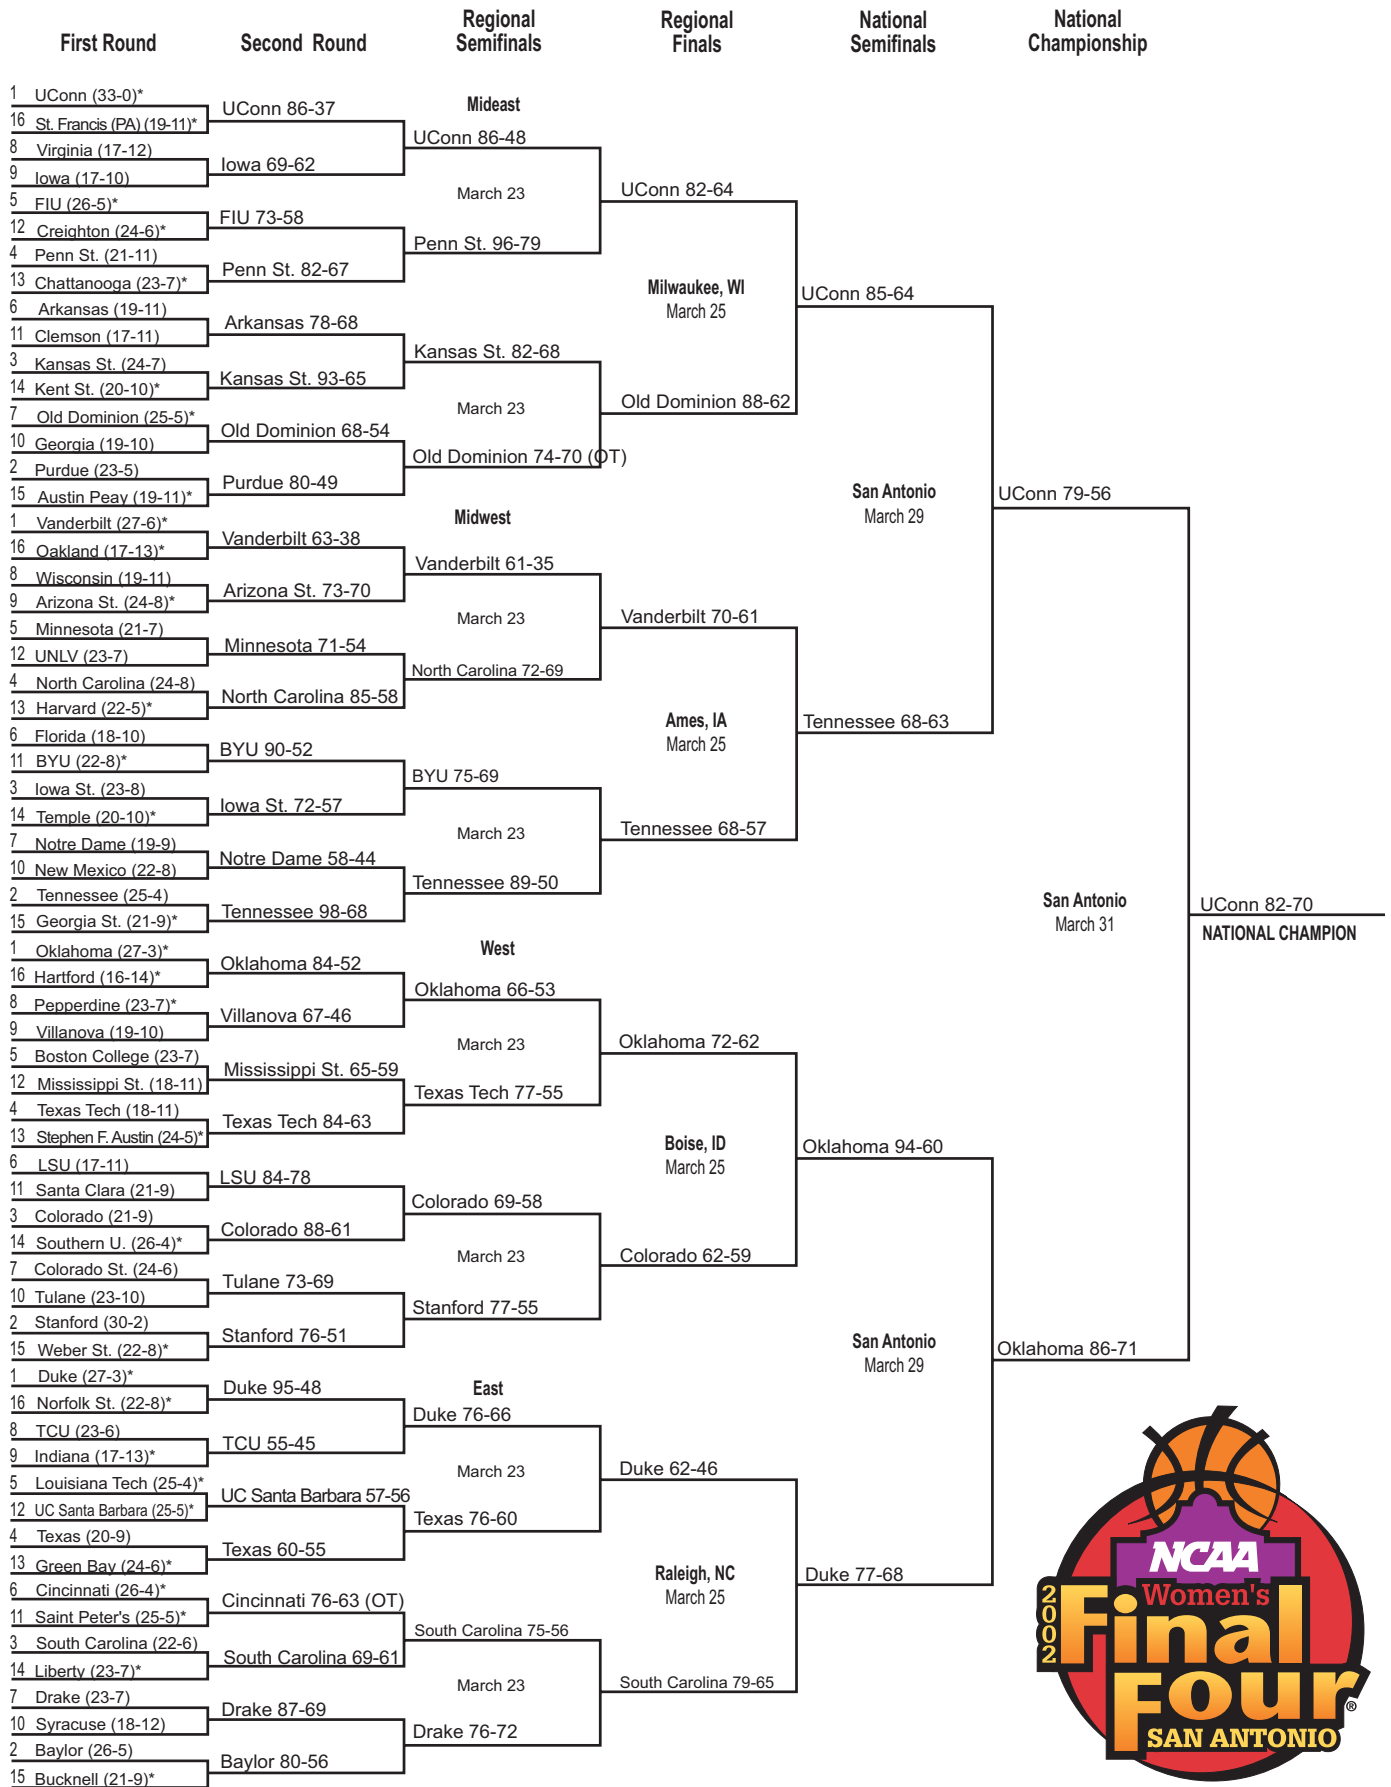 First Round
Second Round
Regional
Semifinals
Regional
Finals
National
Semifinals
National
Championship
1 UConn (33-0)*
16 St. Francis (PA) (19-11)*
8 Virginia (17-12)
9 Iowa (17-10)
5 FIU (26-5)*
12 Creighton (24-6)*
4 Penn St. (21-11)
13 Chattanooga (23-7)*
6 Arkansas (19-11)
11 Clemson (17-11)
3 Kansas St. (24-7)
14 Kent St. (20-10)*
7 Old Dominion (25-5)*
10 Georgia (19-10)
2 Purdue (23-5)
15 Austin Peay (19-11)*
1 Vanderbilt (27-6)*
16 Oakland (17-13)*
8 Wisconsin (19-11)
9 Arizona St. (24-8)*
5 Minnesota (21-7)
12 UNLV (23-7)
4 North Carolina (24-8)
13 Harvard (22-5)*
6 Florida (18-10)
11 BYU (22-8)*
3 Iowa St. (23-8)
14 Temple (20-10)*
7 Notre Dame (19-9)
10 New Mexico (22-8)
2 Tennessee (25-4)
15 Georgia St. (21-9)*
1 Oklahoma (27-3)*
16 Hartford (16-14)*
8 Pepperdine (23-7)*
9 Villanova (19-10)
5 Boston College (23-7)
12 Mississippi St. (18-11)
4 Texas Tech (18-11)
13 Stephen F. Austin (24-5)*
6 LSU (17-11)
11 Santa Clara (21-9)
3 Colorado (21-9)
14 Southern U. (26-4)*
7 Colorado St. (24-6)
10 Tulane (23-10)
2 Stanford (30-2)
15 Weber St. (22-8)*
1 Duke (27-3)*
16 Norfolk St. (22-8)*
8 TCU (23-6)
9 Indiana (17-13)*
5 Louisiana Tech (25-4)*
12 UC Santa Barbara (25-5)*
4 Texas (20-9)
13 Green Bay (24-6)*
6 Cincinnati (26-4)*
11 Saint Peter's (25-5)*
3 South Carolina (22-6)
14 Liberty (23-7)*
7 Drake (23-7)
10 Syracuse (18-12)
2 Baylor (26-5)
15 Bucknell (21-9)*
UConn 86-37
Iowa 69-62
FIU 73-58
Penn St. 82-67
Arkansas 78-68
Kansas St. 93-65
Old Dominion 68-54
Purdue 80-49
Vanderbilt 63-38
Arizona St. 73-70
Minnesota 71-54
North Carolina 85-58
BYU 90-52
Iowa St. 72-57
Notre Dame 58-44
Tennessee 98-68
Oklahoma 84-52
Villanova 67-46
Mississippi St. 65-59
Texas Tech 84-63
LSU 84-78
Colorado 88-61
Tulane 73-69
Stanford 76-51
Duke 95-48
TCU 55-45
UC Santa Barbara 57-56
Texas 60-55
Cincinnati 76-63 (OT)
South Carolina 69-61
Drake 87-69
Baylor 80-56
Mideast
UConn 86-48
March 23
Penn St. 96-79
Kansas St. 82-68
March 23
Old Dominion 74-70 (OT)
Midwest
Vanderbilt 61-35
March 23
North Carolina 72-69
BYU 75-69
March 23
Tennessee 89-50
West
Oklahoma 66-53
March 23
Texas Tech 77-55
Colorado 69-58
March 23
Stanford 77-55
East
Duke 76-66
March 23
Texas 76-60
South Carolina 75-56
March 23
Drake 76-72
UConn 82-64
Milwaukee, WI
March 25
Old Dominion 88-62
Vanderbilt 70-61
Ames, IA
March 25
Tennessee 68-57
Oklahoma 72-62
Boise, ID
March 25
Colorado 62-59
Duke 62-46
Raleigh, NC
March 25
South Carolina 79-65
UConn 85-64
San Antonio
March 29
Tennessee 68-63
Oklahoma 94-60
San Antonio
March 29
Duke 77-68
UConn 79-56
San Antonio
March 31
Oklahoma 86-71
UConn 82-70
NATIONAL CHAMPION
NCAA
Women's
2002
Final
Four®
SAN ANTONIO